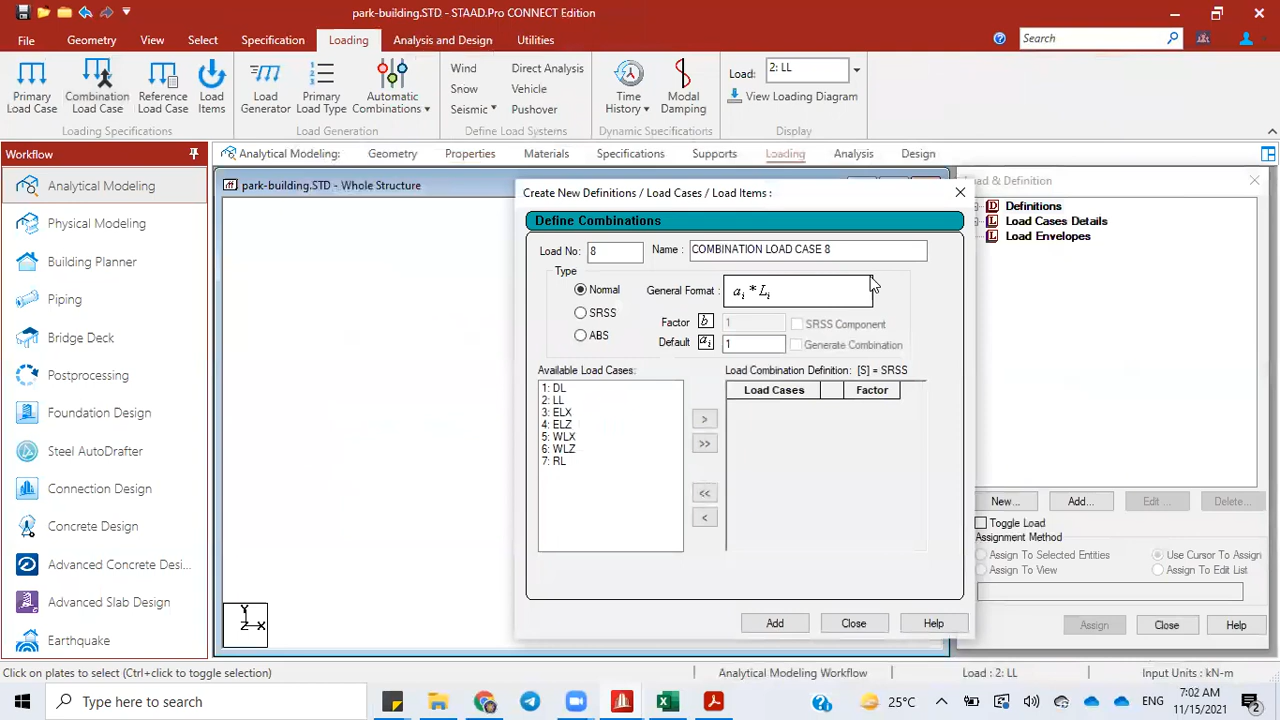 park-building.STD - STAAD.Pro CONNECT Edition
File
Geometry
View
Select
Specification
Loading
Analysis and Design
Utilities
Search
Primary
Load Case
Combination
Load Case
Reference
Load Case
Load
Items
Loading Specifications
Load
Generator
Primary
Load Type
Automatic
Combinations
Load Generation
Wind
Snow
Seismic
Direct Analysis
Vehicle
Pushover
Define Load Systems
Time
History
Modal
Damping
Dynamic Specifications
Load:
2: LL
View Loading Diagram
Display
Workflow
Analytical Modeling
Physical Modeling
Building Planner
Piping
Bridge Deck
Postprocessing
Foundation Design
Steel AutoDrafter
Connection Design
Concrete Design
Advanced Concrete Desi...
Advanced Slab Design
Earthquake
Analytical Modeling:
Geometry
Properties
Materials
Specifications
Supports
Loading
Analysis
Design
park-building.STD - Whole Structure
Y
Z X
Create New Definitions / Load Cases / Load Items :
Define Combinations
Load No: 8
Name : COMBINATION LOAD CASE 8
Type
Normal
SRSS
ABS
General Format :
ai * Li
Factor b 1
SRSS Component
Default ai 1
Generate Combination
Available Load Cases:
1: DL
2: LL
3: ELX
4: ELZ
5: WLX
6: WLZ
7: RL
>
>>
<<
<
Load Combination Definition: [S] = SRSS
Load Cases
Factor
Add
Close
Help
& Definition
Definitions
Load Cases Details
Load Envelopes
New...
Add...
Edit ...
Delete...
Toggle Load
Assignment Method
Assign To Selected Entities
Use Cursor To Assign
Assign To View
Assign To Edit List
Assign
Close
Help
Click on plates to select (Ctrl+click to toggle selection)
Analytical Modeling Workflow
Load : 2: LL
Input Units : kN-m
Type here to search
25°C
ENG
7:02 AM
11/15/2021
2